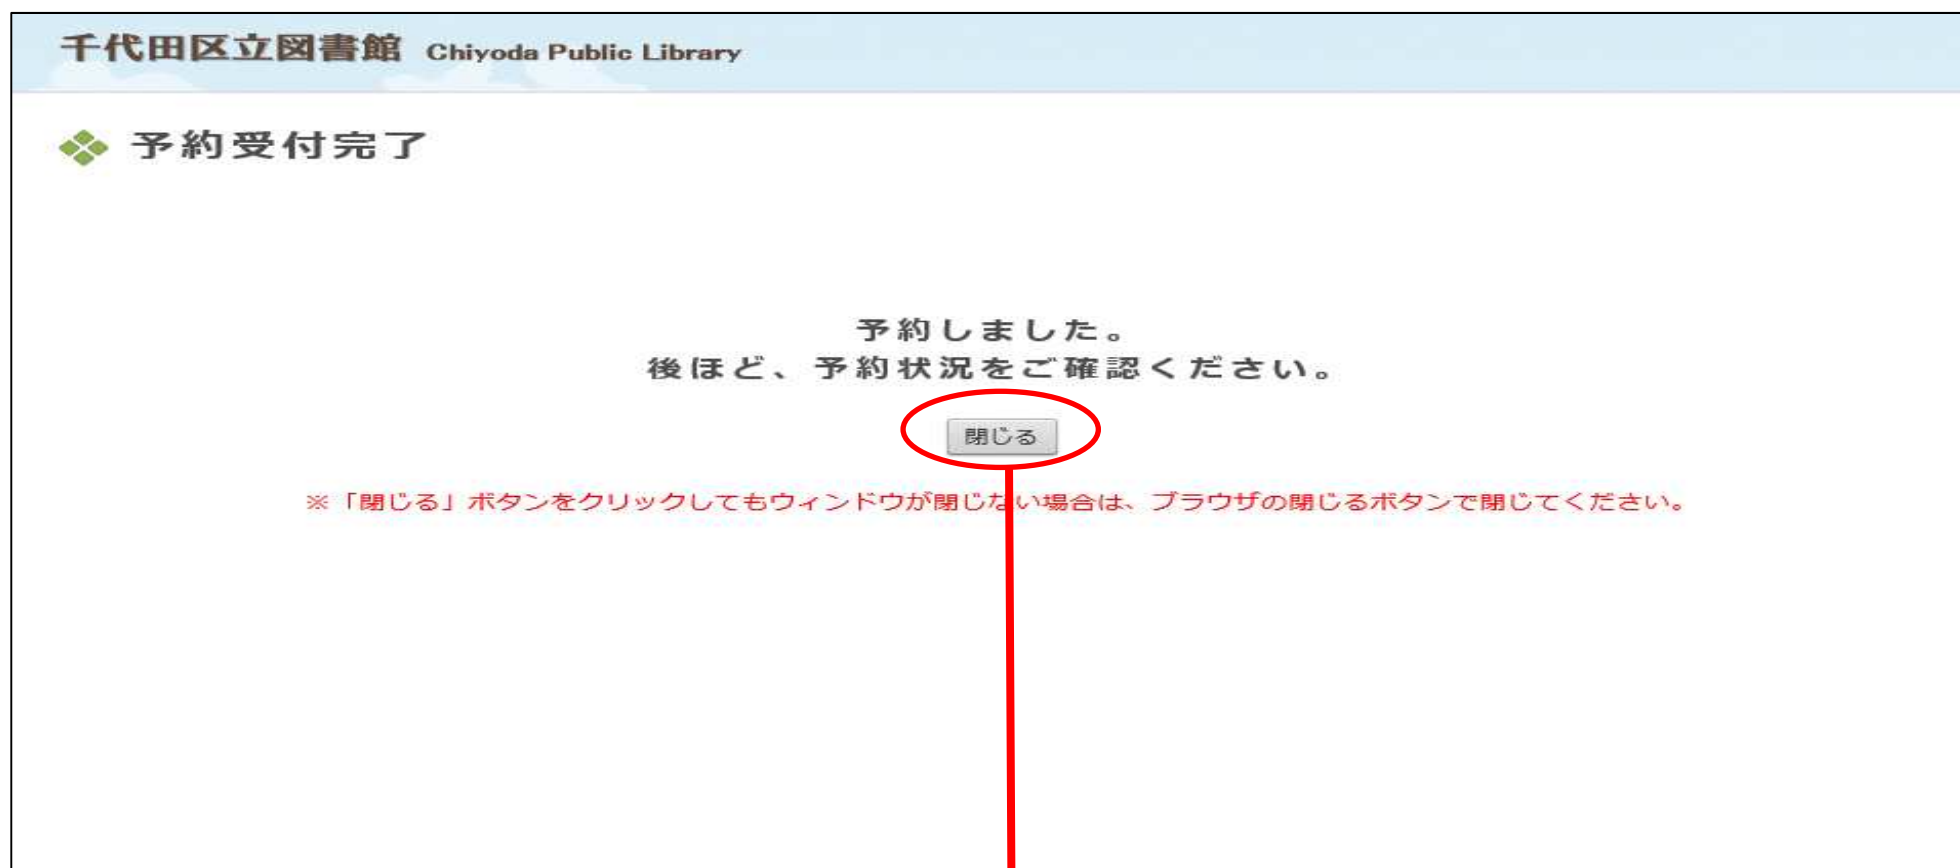 千代田区立図書館 Chiyoda Public Library
予約受付完了
予約しました。
後ほど、予約状況をご確認ください。
閉じる
※「閉じる」ボタンをクリックしてもウィンドウが閉じない場合は、ブラウザの閉じるボタンで閉じてください。